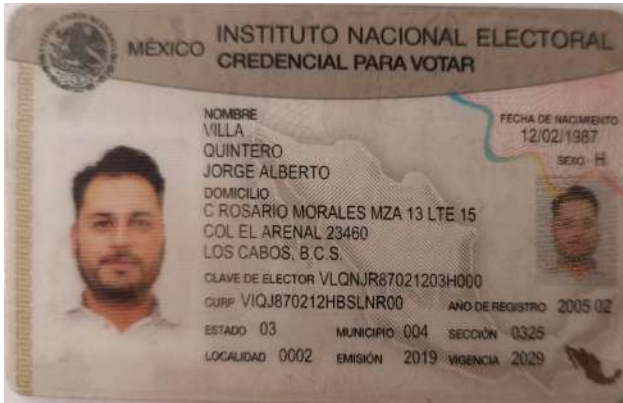 MÉXICO INSTITUTO NACIONAL ELECTORAL
CREDENCIAL PARA VOTAR
NOMBRE
VILLA
QUINTERO
JORGE ALBERTO
FECHA DE NACIMIENTO
12/02/1987
SEXO H
DOMICILIO
C ROSARIO MORALES MZA 13 LTE 15
COL EL ARENAL 23460
LOS CABOS, B.C.S.
CLAVE DE ELECTOR VLQNJR87021203H000
CURP VIQJ870212HBSLNR00 AÑO DE REGISTRO 2005 02
ESTADO 03 MUNICIPIO 004 SECCIÓN 0325
LOCALIDAD 0002 EMISIÓN 2019 VIGENCIA 2029